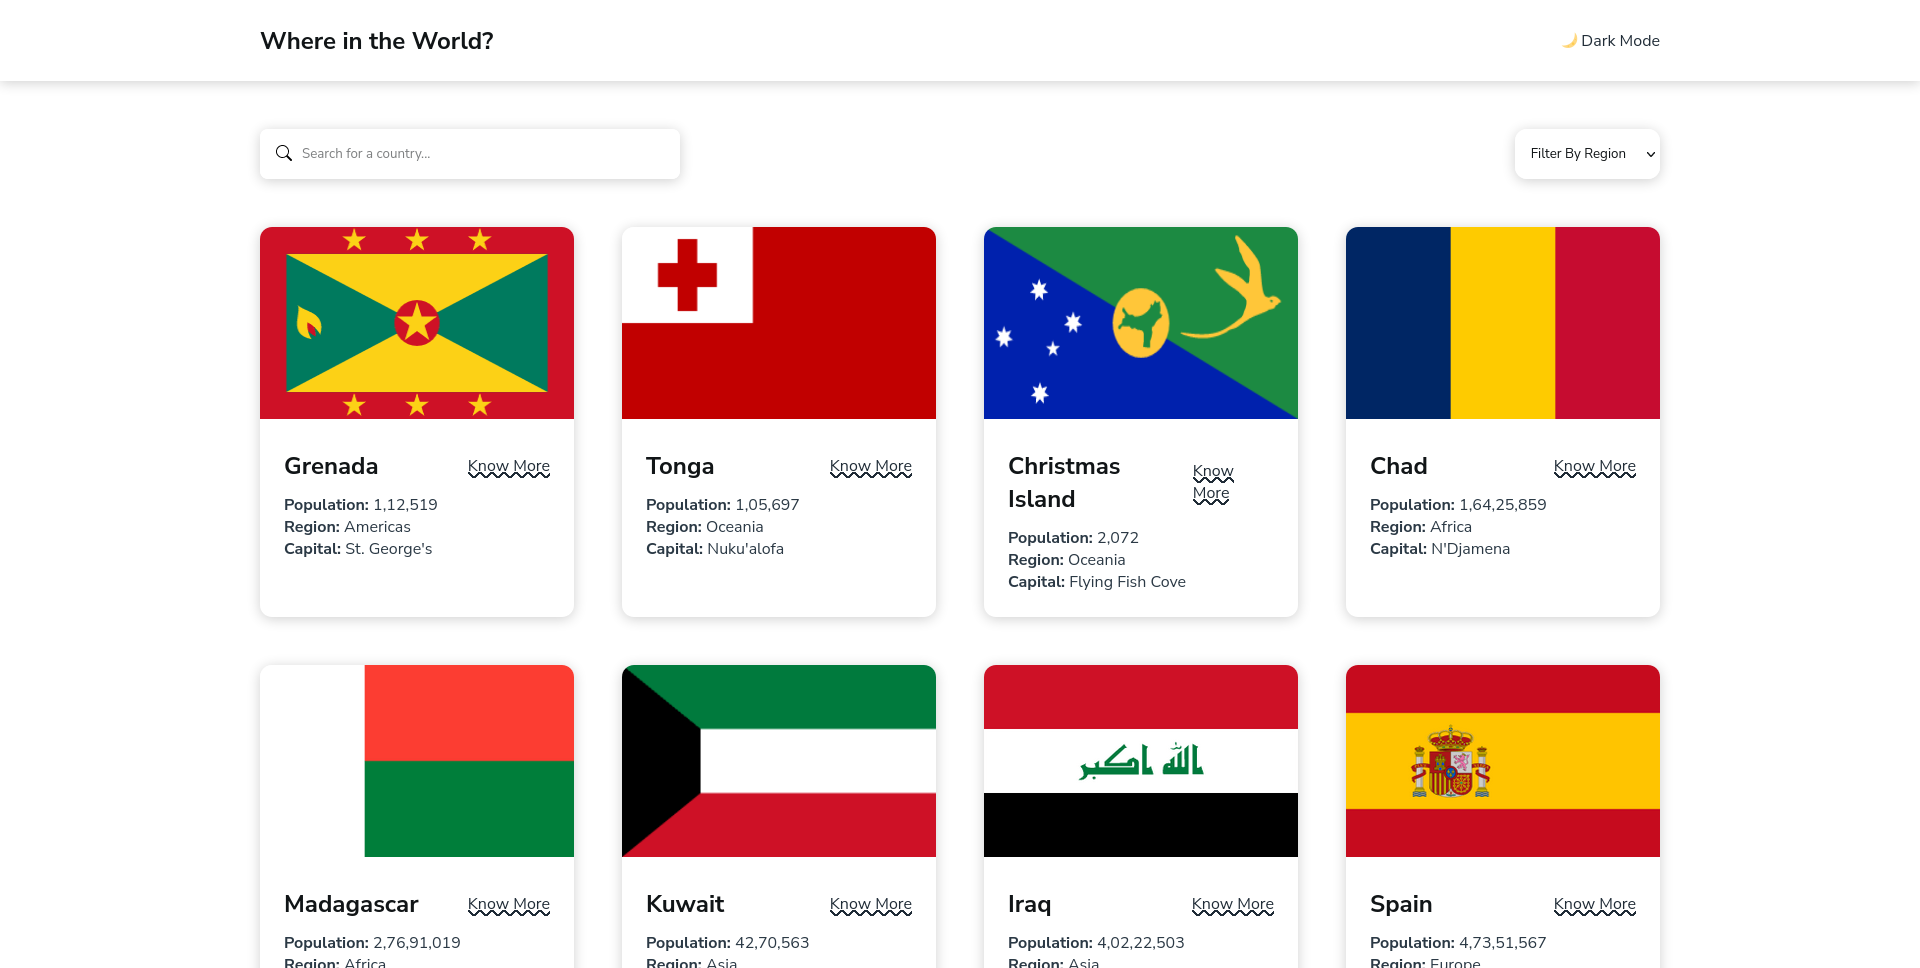 Where in the World?
🌙 Dark Mode
Search for a country...
Filter By Region
Grenada
Know More
Population: 1,12,519
Region: Americas
Capital: St. George's
Tonga
Know More
Population: 1,05,697
Region: Oceania
Capital: Nuku'alofa
Christmas
Island
Know
More
Population: 2,072
Region: Oceania
Capital: Flying Fish Cove
Chad
Know More
Population: 1,64,25,859
Region: Africa
Capital: N'Djamena
Madagascar
Know More
Population: 2,76,91,019
Region: Africa
Kuwait
Know More
Population: 42,70,563
Region: Asia
الله اكبر
Iraq
Know More
Population: 4,02,22,503
Region: Asia
Spain
Know More
Population: 4,73,51,567
Region: Europe